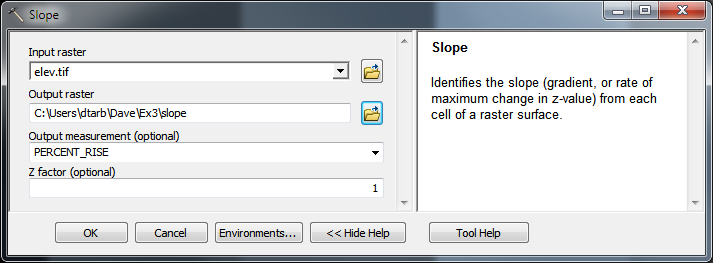 Slope
Input raster
elev.tif
Output raster
C:\Users\dtarb\Dave\Ex3\slope
Output measurement (optional)
PERCENT_RISE
Z factor (optional)
1
Slope
Identifies the slope (gradient, or rate of
maximum change in z-value) from each
cell of a raster surface.
OK
Cancel
Environments...
<< Hide Help
Tool Help